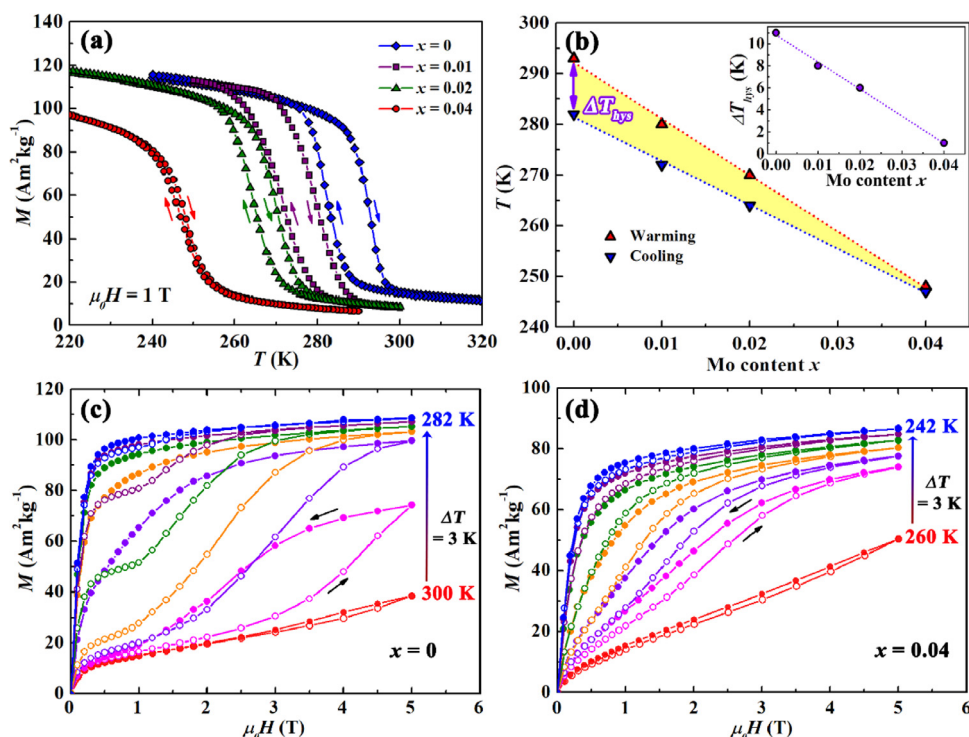 (a)
x = 0
x = 0.01
x = 0.02
x = 0.04
μ₀H = 1 T
M (Am²kg⁻¹)
140
120
100
80
60
40
20
0
220 240 260 280 300 320
T (K)
(b)
ΔT_hys
Warming
Cooling
T (K)
300
290
280
270
260
250
240
0.00 0.01 0.02 0.03 0.04
Mo content x
ΔT_hys (K)
11
10
8
6
4
2
1
0.00 0.01 0.02 0.03 0.04
Mo content x
(c)
282 K
ΔT
= 3 K
300 K
x = 0
M (Am²kg⁻¹)
120
100
80
60
40
20
0
0 1 2 3 4 5 6
μ₀H (T)
(d)
242 K
ΔT
= 3 K
260 K
x = 0.04
M (Am²kg⁻¹)
100
80
60
40
20
0
0 1 2 3 4 5 6
μ₀H (T)